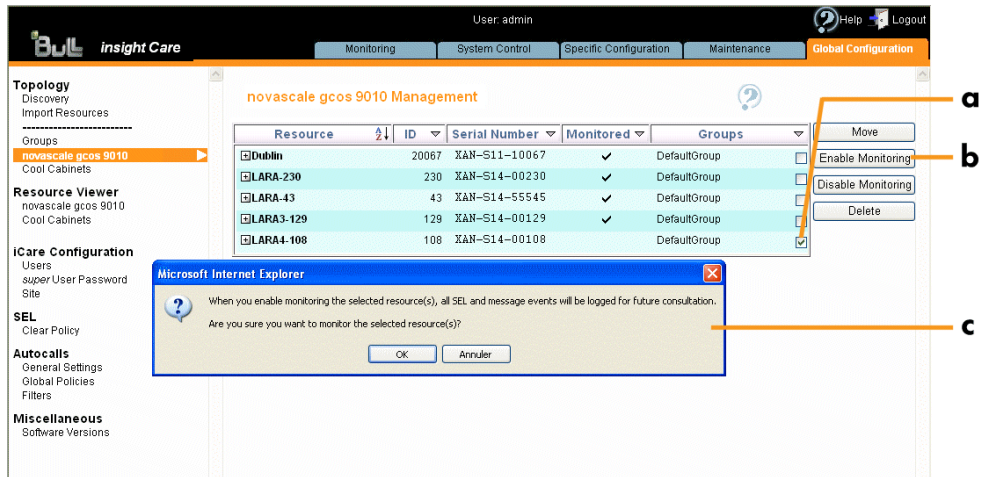 User: admin
Help Logout
Bull insight Care
Monitoring System Control Specific Configuration Maintenance Global Configuration
Topology
Discovery
Import Resources
------------------------
Groups
novascale gcos 9010
Cool Cabinets
Resource Viewer
novascale gcos 9010
Cool Cabinets
iCare Configuration
Users
super User Password
Site
SEL
Clear Policy
Autocalls
General Settings
Global Policies
Filters
Miscellaneous
Software Versions
novascale gcos 9010 Management
Resource ID Serial Number Monitored Groups
Dublin 20067 XAN-S11-10067 DefaultGroup
LARA-230 230 XAN-S14-00230 DefaultGroup
LARA-43 43 XAN-S14-55545 DefaultGroup
LARA3-129 129 XAN-S14-00129 DefaultGroup
LARA4-108 108 XAN-S14-00108 DefaultGroup
Move
Enable Monitoring
Disable Monitoring
Delete
Microsoft Internet Explorer
When you enable monitoring the selected resource(s), all SEL and message events will be logged for future consultation.
Are you sure you want to monitor the selected resource(s)?
OK Annuler
a
b
c